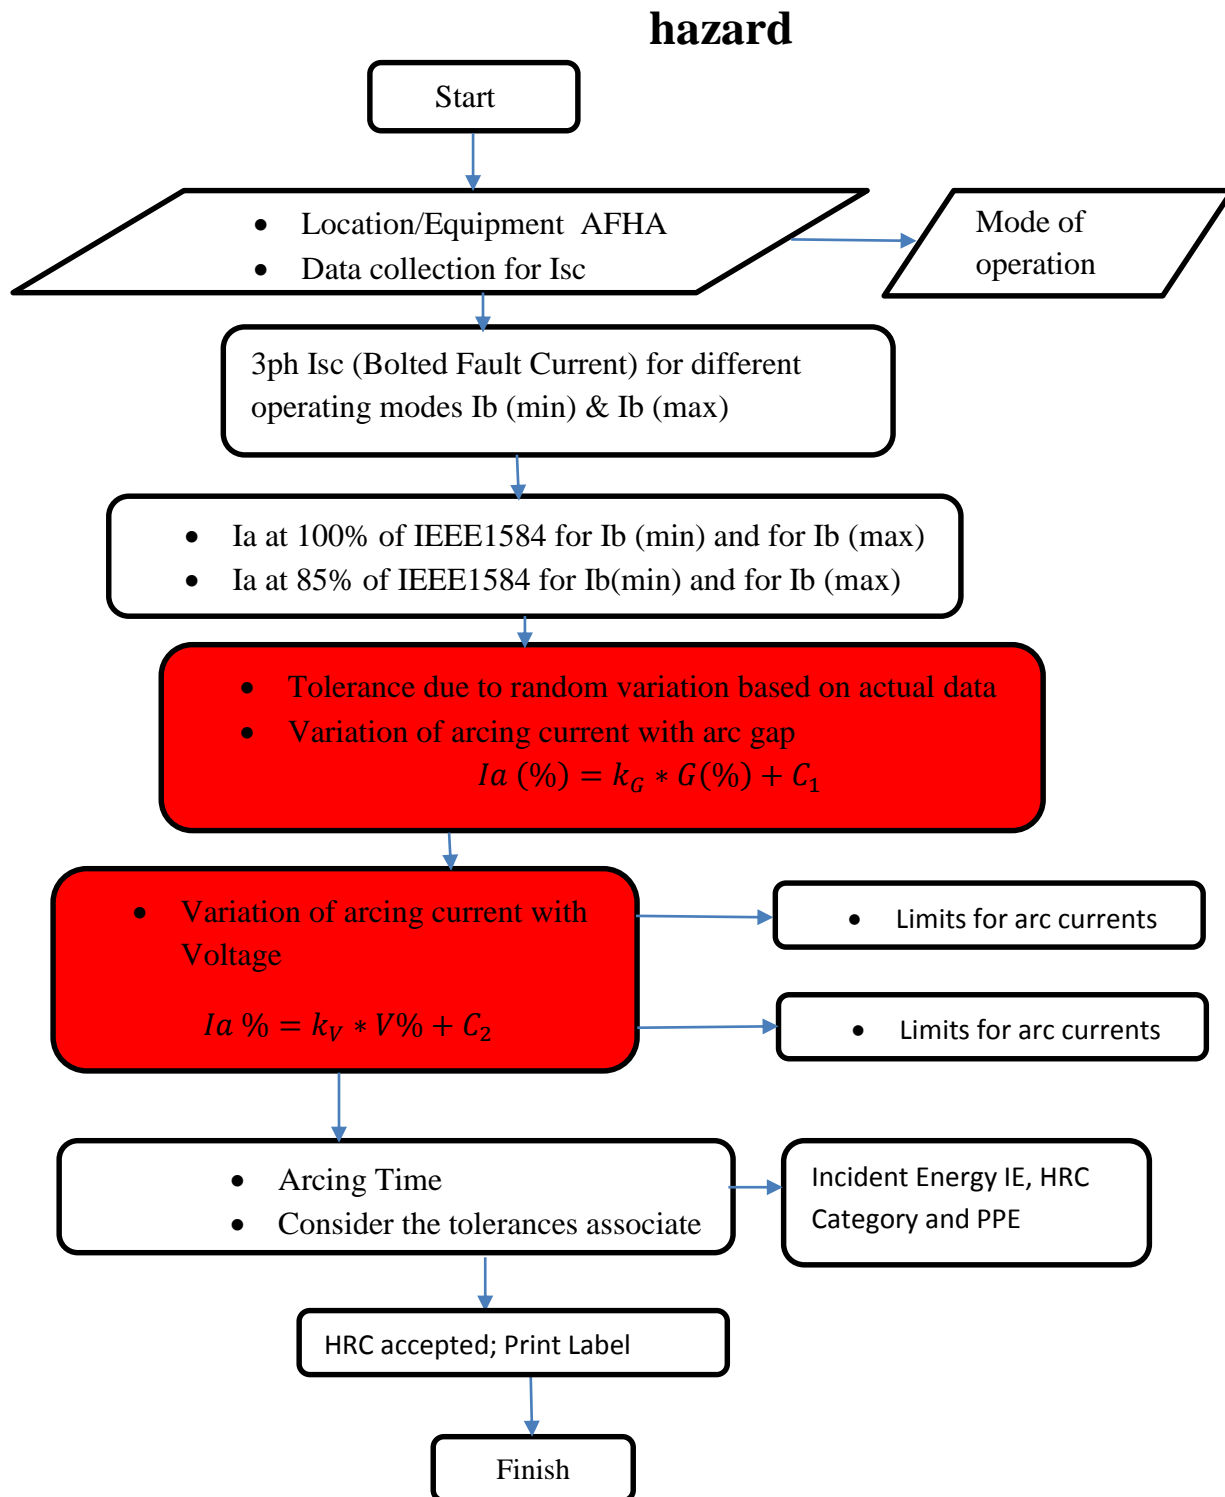 hazard
Start
• Location/Equipment AFHA
• Data collection for Isc
Mode of
operation
3ph Isc (Bolted Fault Current) for different
operating modes Ib (min) & Ib (max)
• Ia at 100% of IEEE1584 for Ib (min) and for Ib (max)
• Ia at 85% of IEEE1584 for Ib(min) and for Ib (max)
• Tolerance due to random variation based on actual data
• Variation of arcing current with arc gap
Ia (%) = k_G ∗ G(%) + C_1
• Variation of arcing current with
Voltage
Ia % = k_V ∗ V% + C_2
• Limits for arc currents
• Limits for arc currents
• Arcing Time
• Consider the tolerances associate
Incident Energy IE, HRC
Category and PPE
HRC accepted; Print Label
Finish